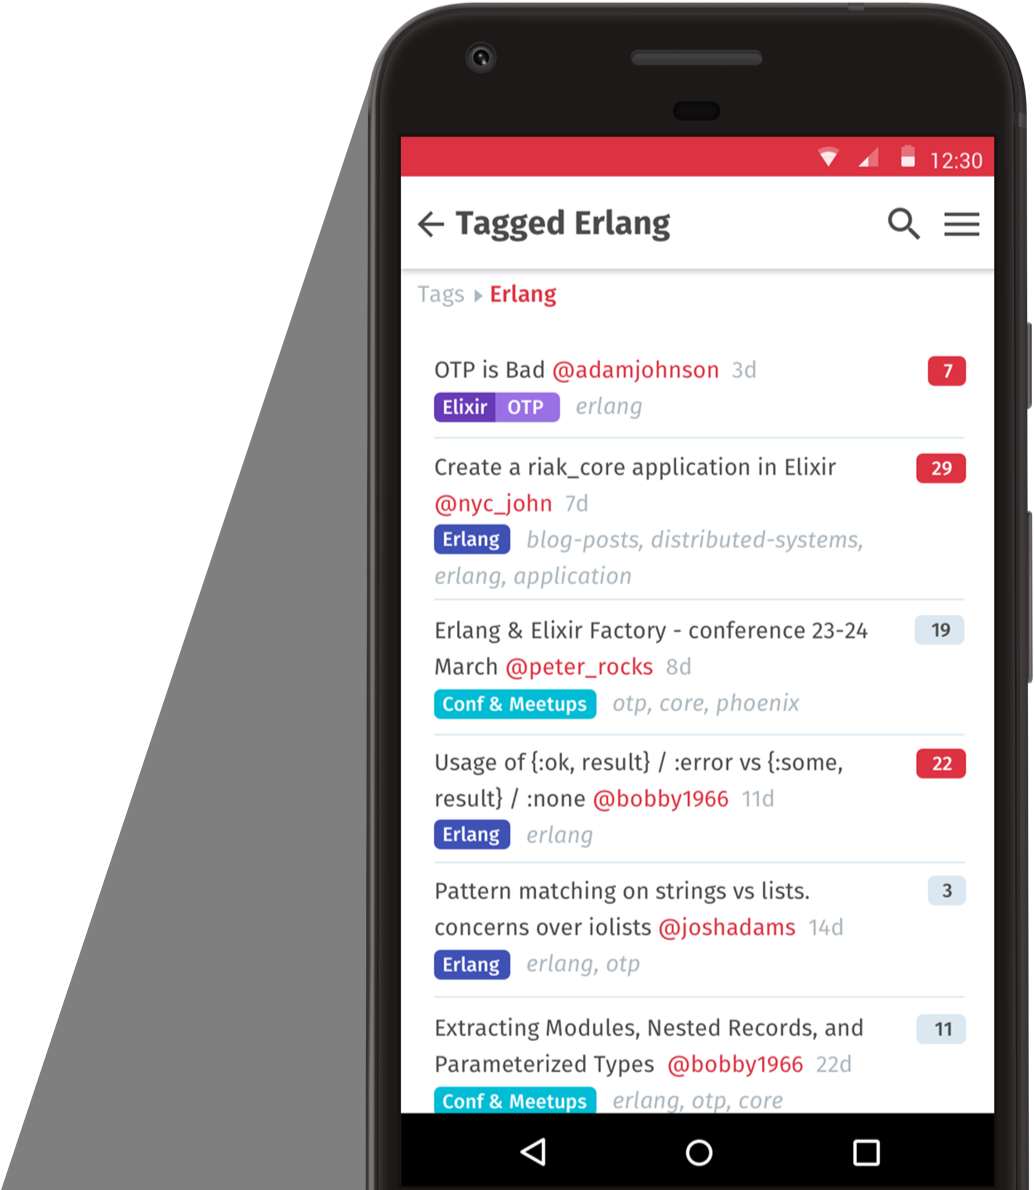 12:30
Tagged Erlang
Tags Erlang
OTP is Bad @adamjohnson 3d 7
Elixir OTP erlang
Create a riak_core application in Elixir 29
@nyc_john 7d
Erlang blog-posts, distributed-systems,
erlang, application
Erlang & Elixir Factory - conference 23-24 19
March @peter_rocks 8d
Conf & Meetups otp, core, phoenix
Usage of {:ok, result} / :error vs {:some, 22
result} / :none @bobby1966 11d
Erlang erlang
Pattern matching on strings vs lists. 3
concerns over iolists @joshadams 14d
Erlang erlang, otp
Extracting Modules, Nested Records, and 11
Parameterized Types @bobby1966 22d
Conf & Meetups erlang, otp, core